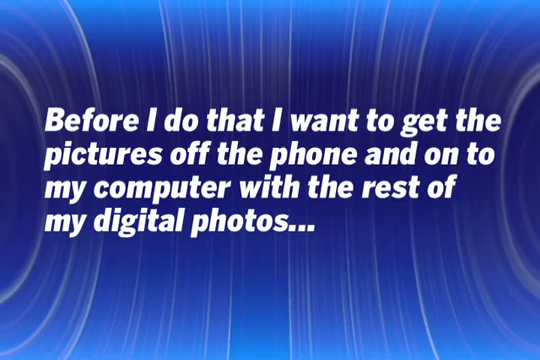 Before I do that I want to get the
pictures off the phone and on to
my computer with the rest of
my digital photos...